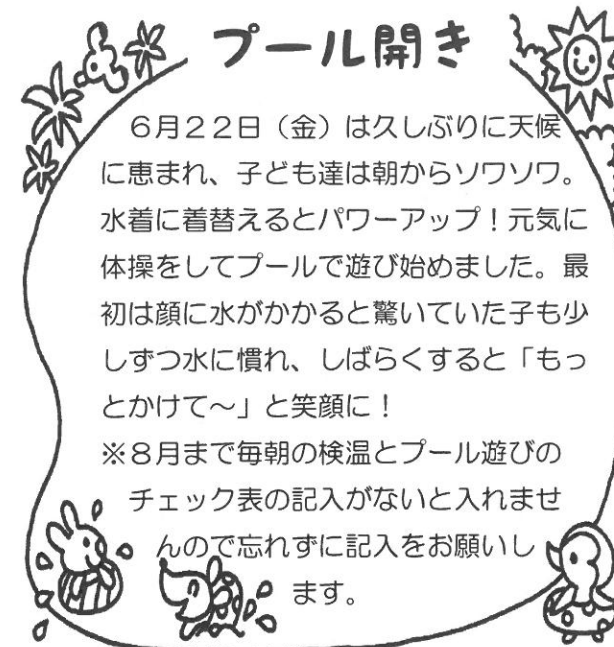 プール開き
６月２２日（金）は久しぶりに天候
に恵まれ、子ども達は朝からソワソワ。
水着に着替えるとパワーアップ！元気に
体操をしてプールで遊び始めました。最
初は顔に水がかかると驚いていた子も少
しずつ水に慣れ、しばらくすると「もっ
とかけて～」と笑顔に！
※８月まで毎朝の検温とプール遊びの
チェック表の記入がないと入れませ
んので忘れずに記入をお願いし
ます。